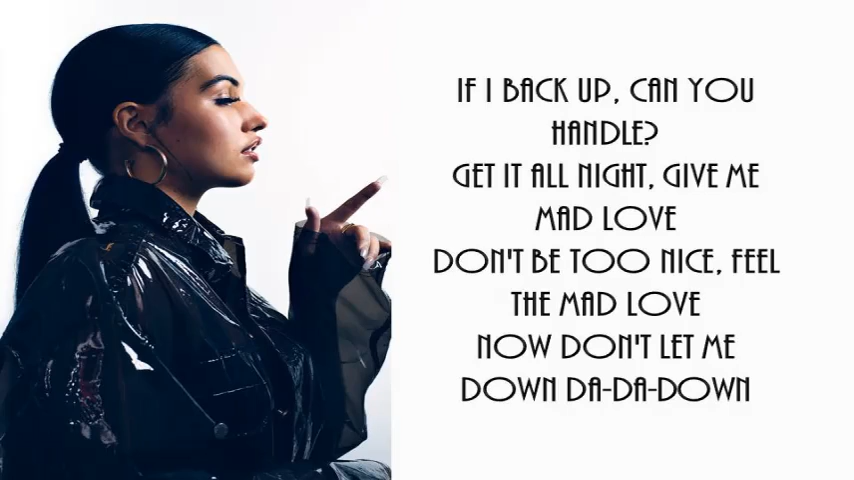 IF I BACK UP, CAN YOU
HANDLE?
GET IT ALL NIGHT, GIVE ME
MAD LOVE
DON'T BE TOO NICE, FEEL
THE MAD LOVE
NOW DON'T LET ME
DOWN DA-DA-DOWN